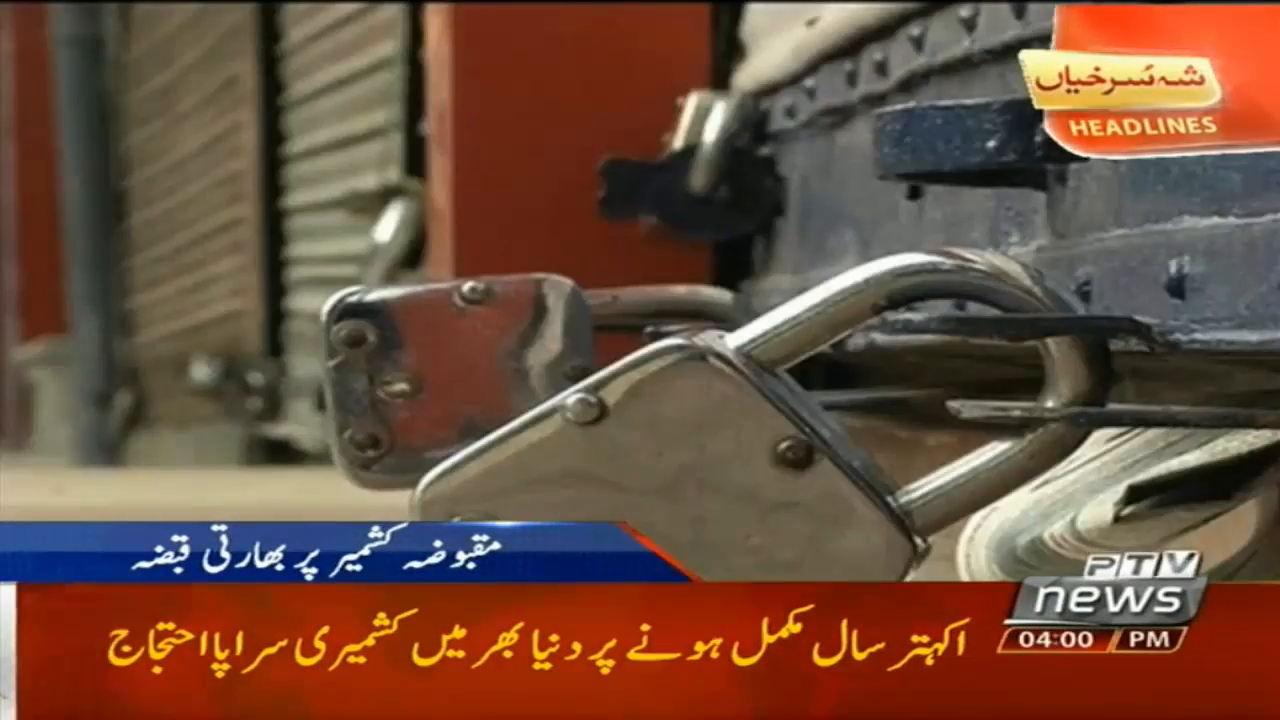 شہ سرخیاں
HEADLINES
مقبوضہ کشمیر پر بھارتی قبضہ
اکہتر سال مکمل ہونے پر دنیا بھر میں کشمیری سراپا احتجاج
PTV
news
04:00 PM